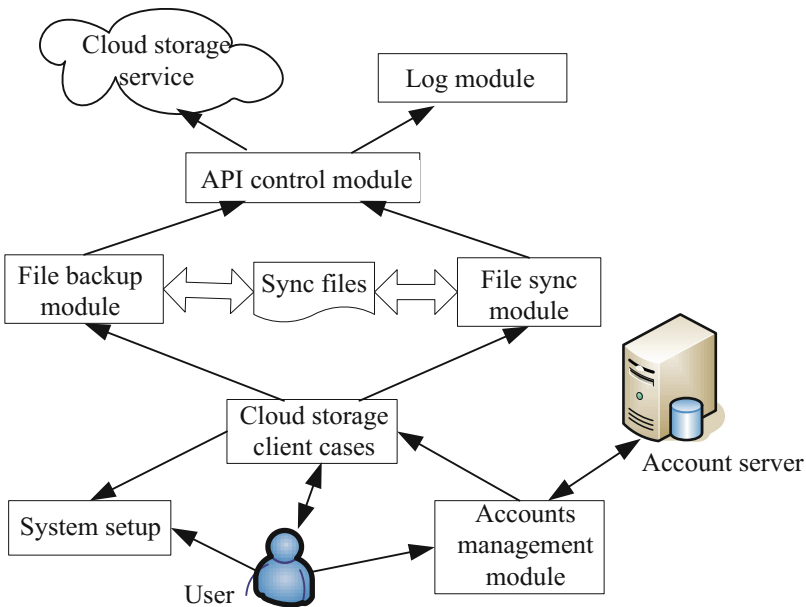 Cloud storage
service
Log module
API control module
File backup
module
Sync files
File sync
module
Cloud storage
client cases
Account server
System setup
Accounts
management
module
User